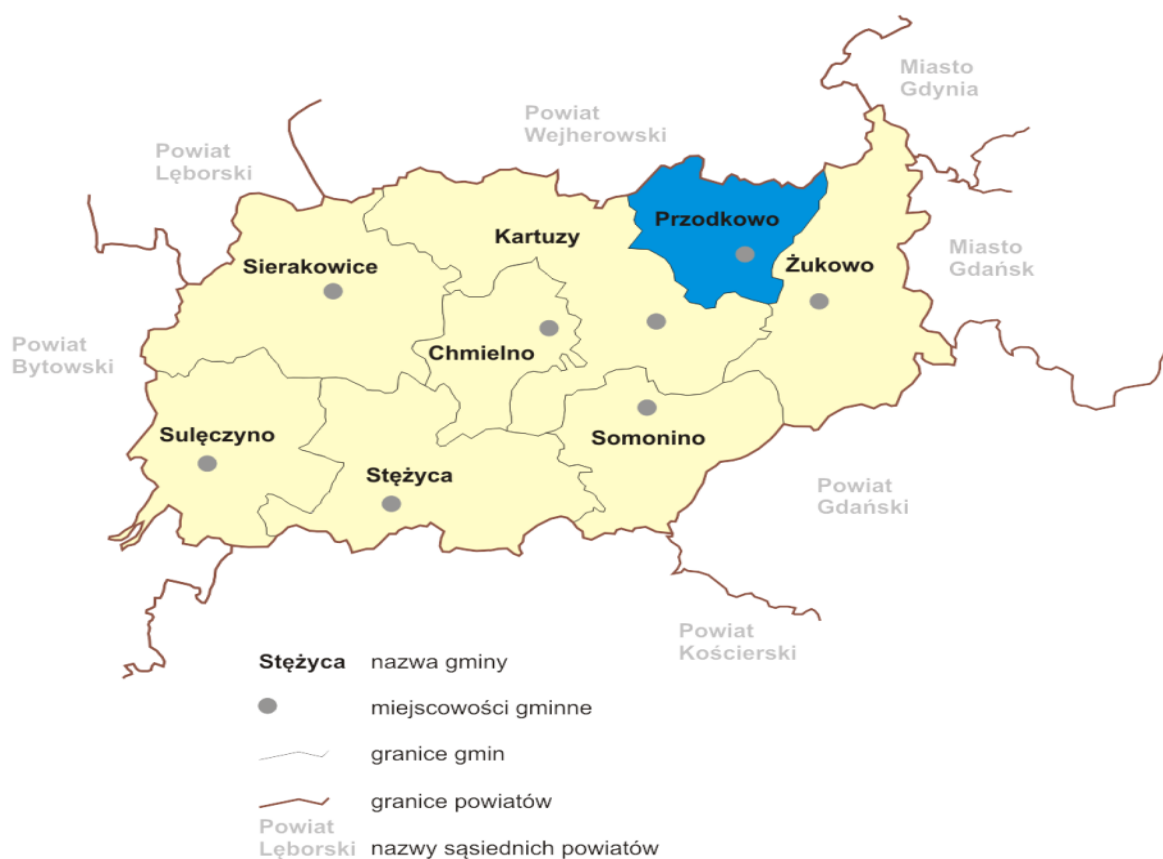 Miasto
Gdynia
Powiat
Wejherowski
Powiat
Lęborski
Przodkowo
Kartuzy
Miasto
Gdańsk
Sierakowice
Żukowo
Powiat
Bytowski
Chmielno
Sulęczyno
Somonino
Stężyca
Powiat
Gdański
Powiat
Kościerski
Stężyca nazwa gminy
miejscowości gminne
granice gmin
granice powiatów
Powiat
Lęborski nazwy sąsiednich powiatów